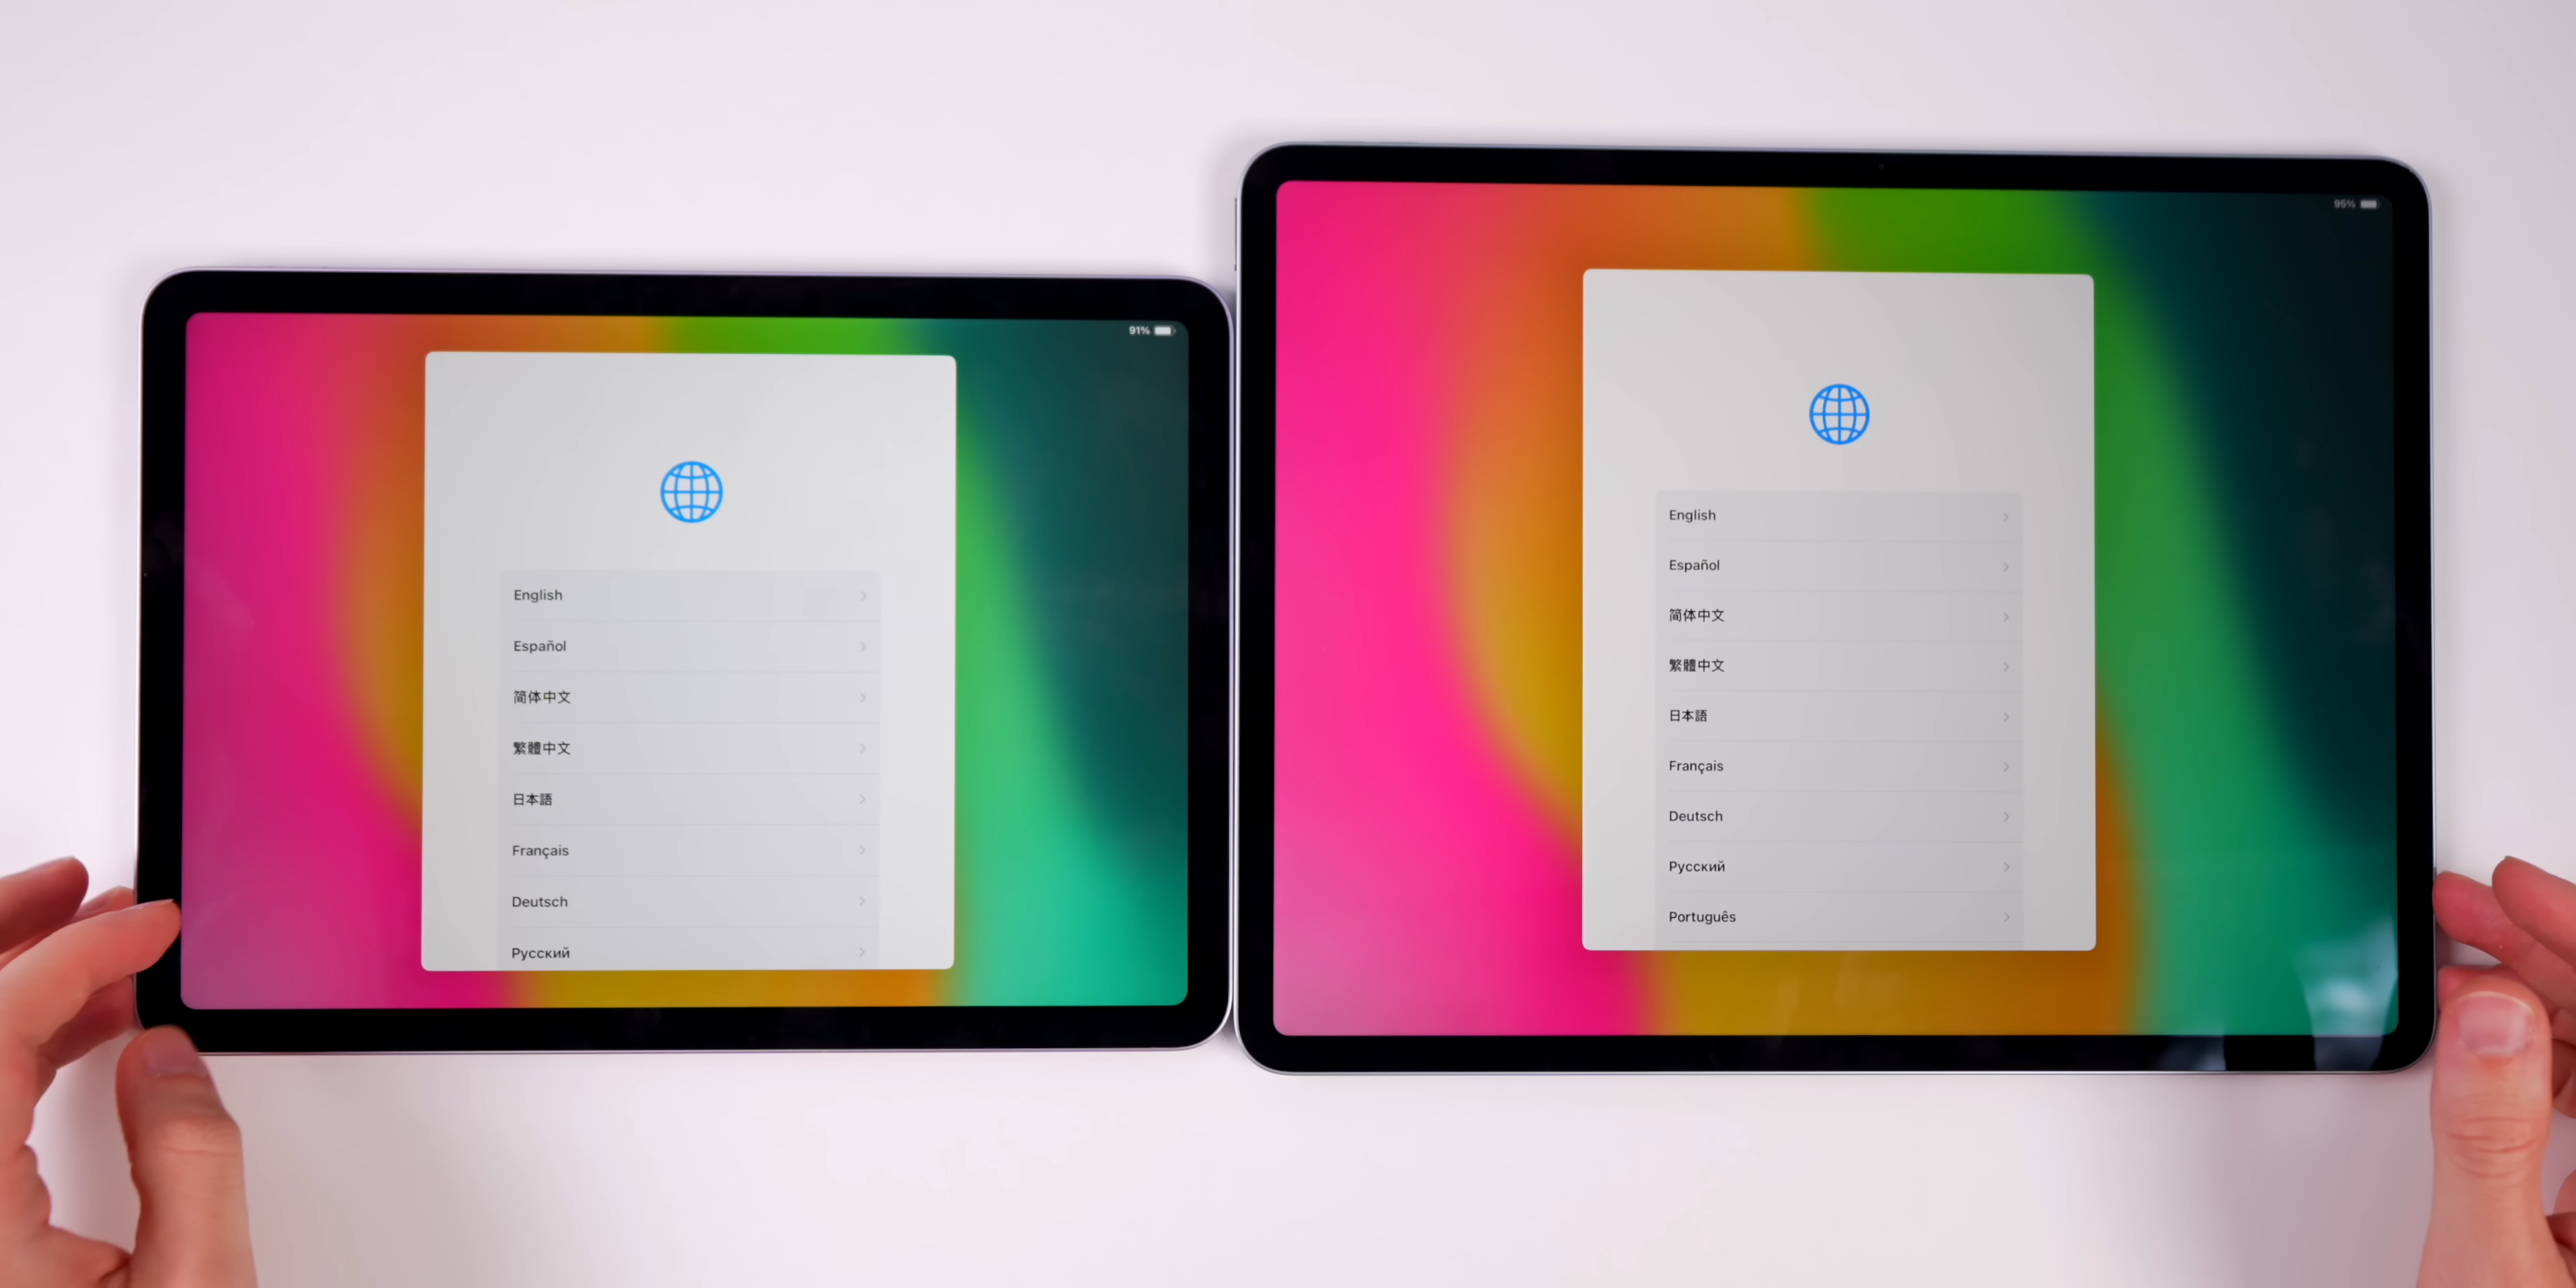 91%
English
Español
简体中文
繁體中文
日本語
Français
Deutsch
Русский
95%
English
Español
简体中文
繁體中文
日本語
Français
Deutsch
Русский
Português